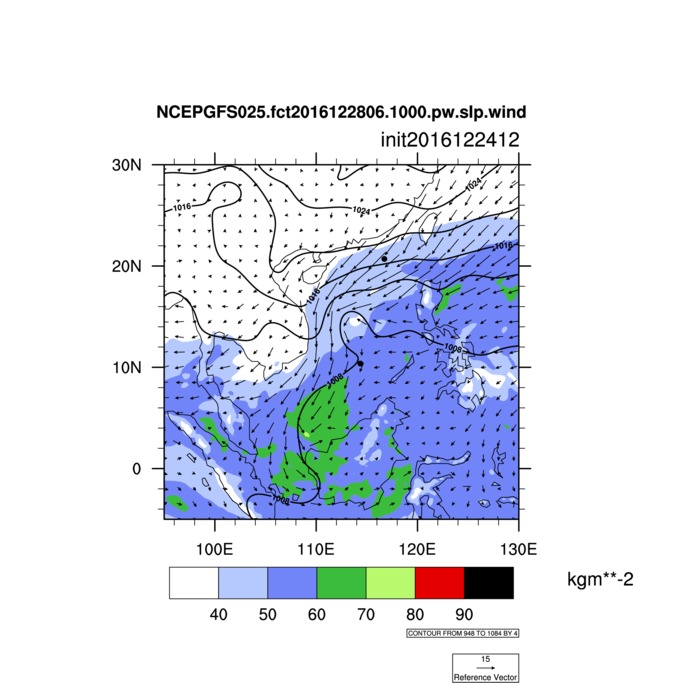 NCEPGFS025.fct2016122806.1000.pw.slp.wind
init2016122412
30N
1024
1016
1024
1016
20N
1016
1008
10N
1008
0
1008
100E 110E 120E 130E
kgm**-2
40 50 60 70 80 90
CONTOUR FROM 948 TO 1084 BY 4
15
Reference Vector